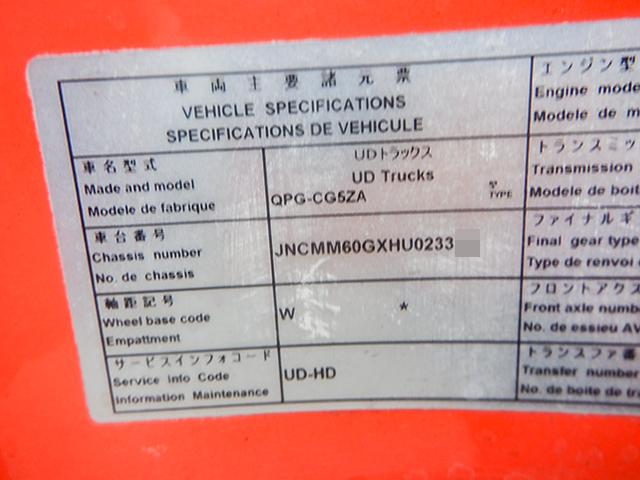 車両主要諸元票
VEHICLE SPECIFICATIONS
SPECIFICATIONS DE VEHICULE
車名型式
Made and model
Modele de fabrique
UDトラックス
UD Trucks
QPG-CG5ZA
型
TYPE
車台番号
Chassis number
No. de chassis
JNCMM60GXHU0233
軸距記号
Wheel base code
Empattment
W *
サービスインフォコード
Service info Code
Information Maintenance
UD-HD
エンジン型
Engine mode
Modele de m
トランスミッ
Transmission
Modele de boit
ファイナルギ
Final gear type
Type de renvoi
フロントアクス
Front axle numb
No. de essieu AV
トランスファ番
Transfer number
No. de boite de tra